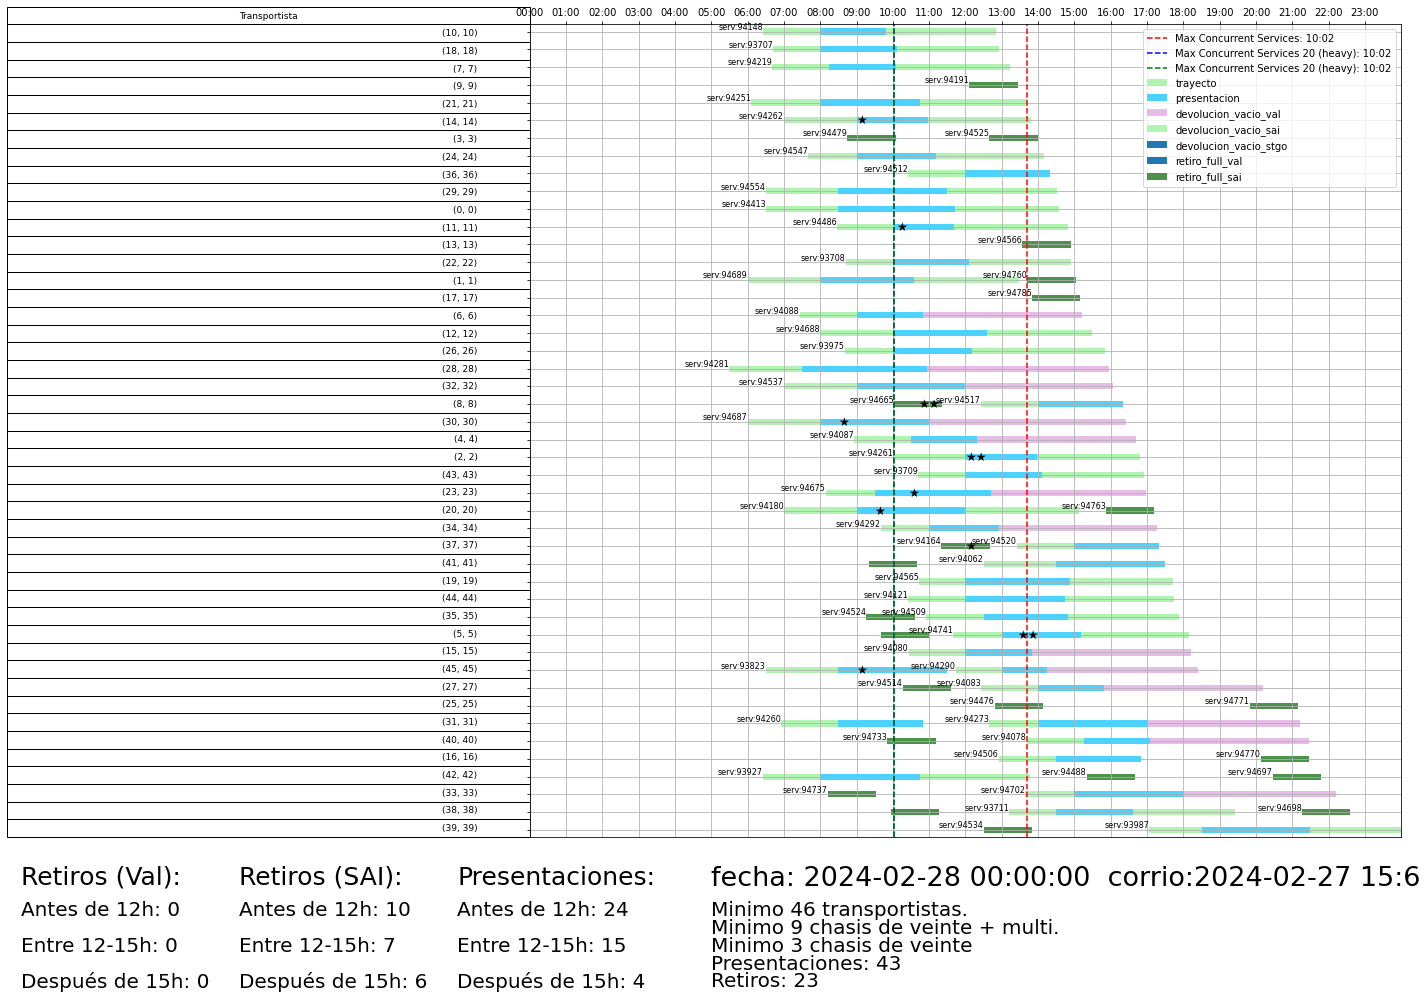 Transportista
00:00 01:00 02:00 03:00 04:00 05:00 06:00 07:00 08:00 09:00 10:00 11:00 12:00 13:00 14:00 15:00 16:00 17:00 18:00 19:00 20:00 21:00 22:00 23:00
(10, 10) serv:94148
(18, 18) serv:93707
(7, 7) serv:94219
(9, 9) serv:94191
(21, 21) serv:94251
(14, 14) serv:94262
(3, 3) serv:94479 serv:94525
(24, 24) serv:94547
(36, 36) serv:94512
(29, 29) serv:94554
(0, 0) serv:94413
(11, 11) serv:94486
(13, 13) serv:94566
(22, 22) serv:93708
(1, 1) serv:94689 serv:94760
(17, 17) serv:94785
(6, 6) serv:94088
(12, 12) serv:94688
(26, 26) serv:93975
(28, 28) serv:94281
(32, 32) serv:94537
(8, 8) serv:94665 serv:94517
(30, 30) serv:94687
(4, 4) serv:94087
(2, 2) serv:94261
(43, 43) serv:93709
(23, 23) serv:94675
(20, 20) serv:94180 serv:94763
(34, 34) serv:94292
(37, 37) serv:94164 serv:94520
(41, 41) serv:94062
(19, 19) serv:94565
(44, 44) serv:94121
(35, 35) serv:94524 serv:94509
(5, 5) serv:94741
(15, 15) serv:94080
(45, 45) serv:93823 serv:94290
(27, 27) serv:94514 serv:94083
(25, 25) serv:94476 serv:94771
(31, 31) serv:94260 serv:94273
(40, 40) serv:94733 serv:94078
(16, 16) serv:94506 serv:94770
(42, 42) serv:93927 serv:94488 serv:94697
(33, 33) serv:94737 serv:94702
(38, 38) serv:93711 serv:94698
(39, 39) serv:94534 serv:93987
Max Concurrent Services: 10:02
Max Concurrent Services 20 (heavy): 10:02
Max Concurrent Services 20 (heavy): 10:02
trayecto
presentacion
devolucion_vacio_val
devolucion_vacio_sai
devolucion_vacio_stgo
retiro_full_val
retiro_full_sai
Retiros (Val):
Antes de 12h: 0
Entre 12-15h: 0
Después de 15h: 0
Retiros (SAI):
Antes de 12h: 10
Entre 12-15h: 7
Después de 15h: 6
Presentaciones:
Antes de 12h: 24
Entre 12-15h: 15
Después de 15h: 4
fecha: 2024-02-28 00:00:00 corrio:2024-02-27 15:6
Minimo 46 transportistas.
Minimo 9 chasis de veinte + multi.
Minimo 3 chasis de veinte
Presentaciones: 43
Retiros: 23